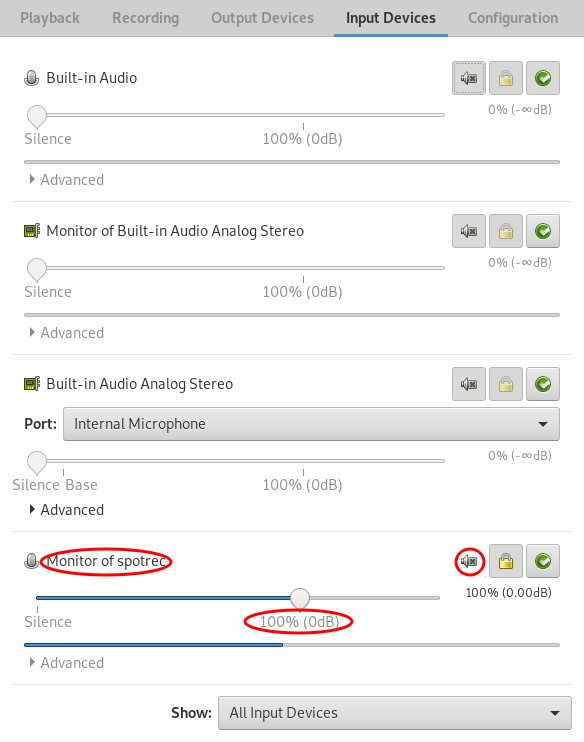 Playback Recording Output Devices Input Devices Configuration
Built-in Audio
0% (-∞dB)
Silence 100% (0dB)
Advanced
Monitor of Built-in Audio Analog Stereo
0% (-∞dB)
Silence 100% (0dB)
Advanced
Built-in Audio Analog Stereo
Port: Internal Microphone
0% (-∞dB)
Silence Base 100% (0dB)
Advanced
Monitor of spotrec
100% (0.00dB)
Silence 100% (0dB)
Advanced
Show: All Input Devices